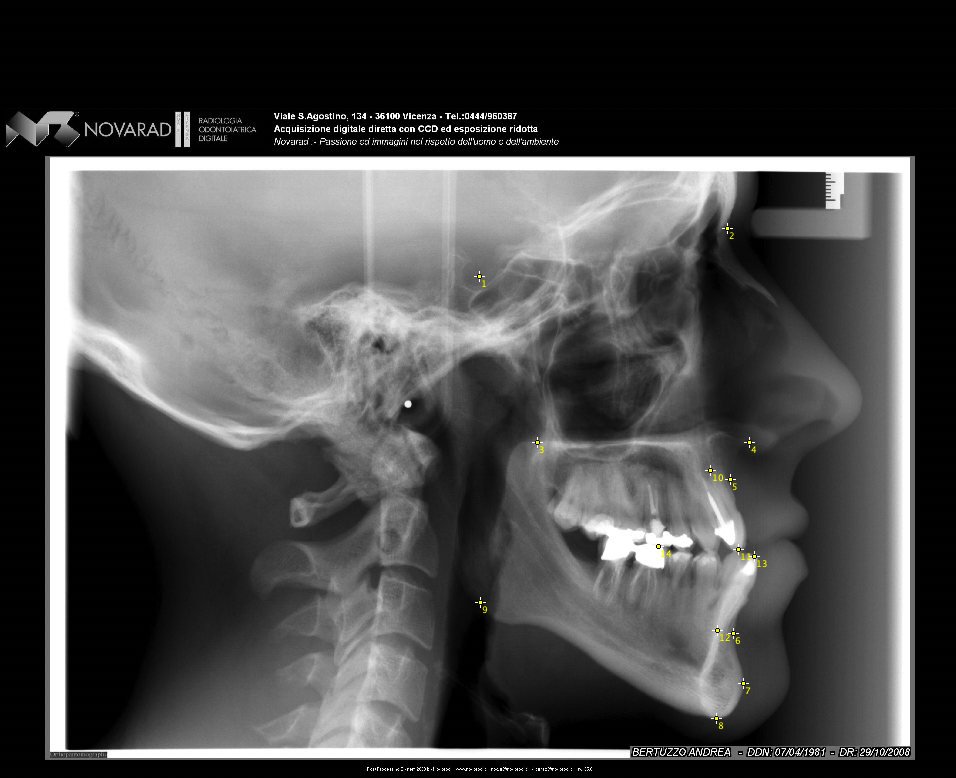 NOVARAD
RADIOLOGIA
ODONTOIATRICA
DIGITALE
Viale S.Agostino, 134 - 36100 Vicenza - Tel.:0444/960367
Acquisizione digitale diretta con CCD ed esposizione ridotta
Novarad .- Passione ed immagini nel rispetto dell'uomo e dell'ambiente
2
1
3
4
10
5
11
14
13
9
12
6
7
8
BERTUZZO ANDREA - DDN: 07/04/1981 - DR: 29/10/2008